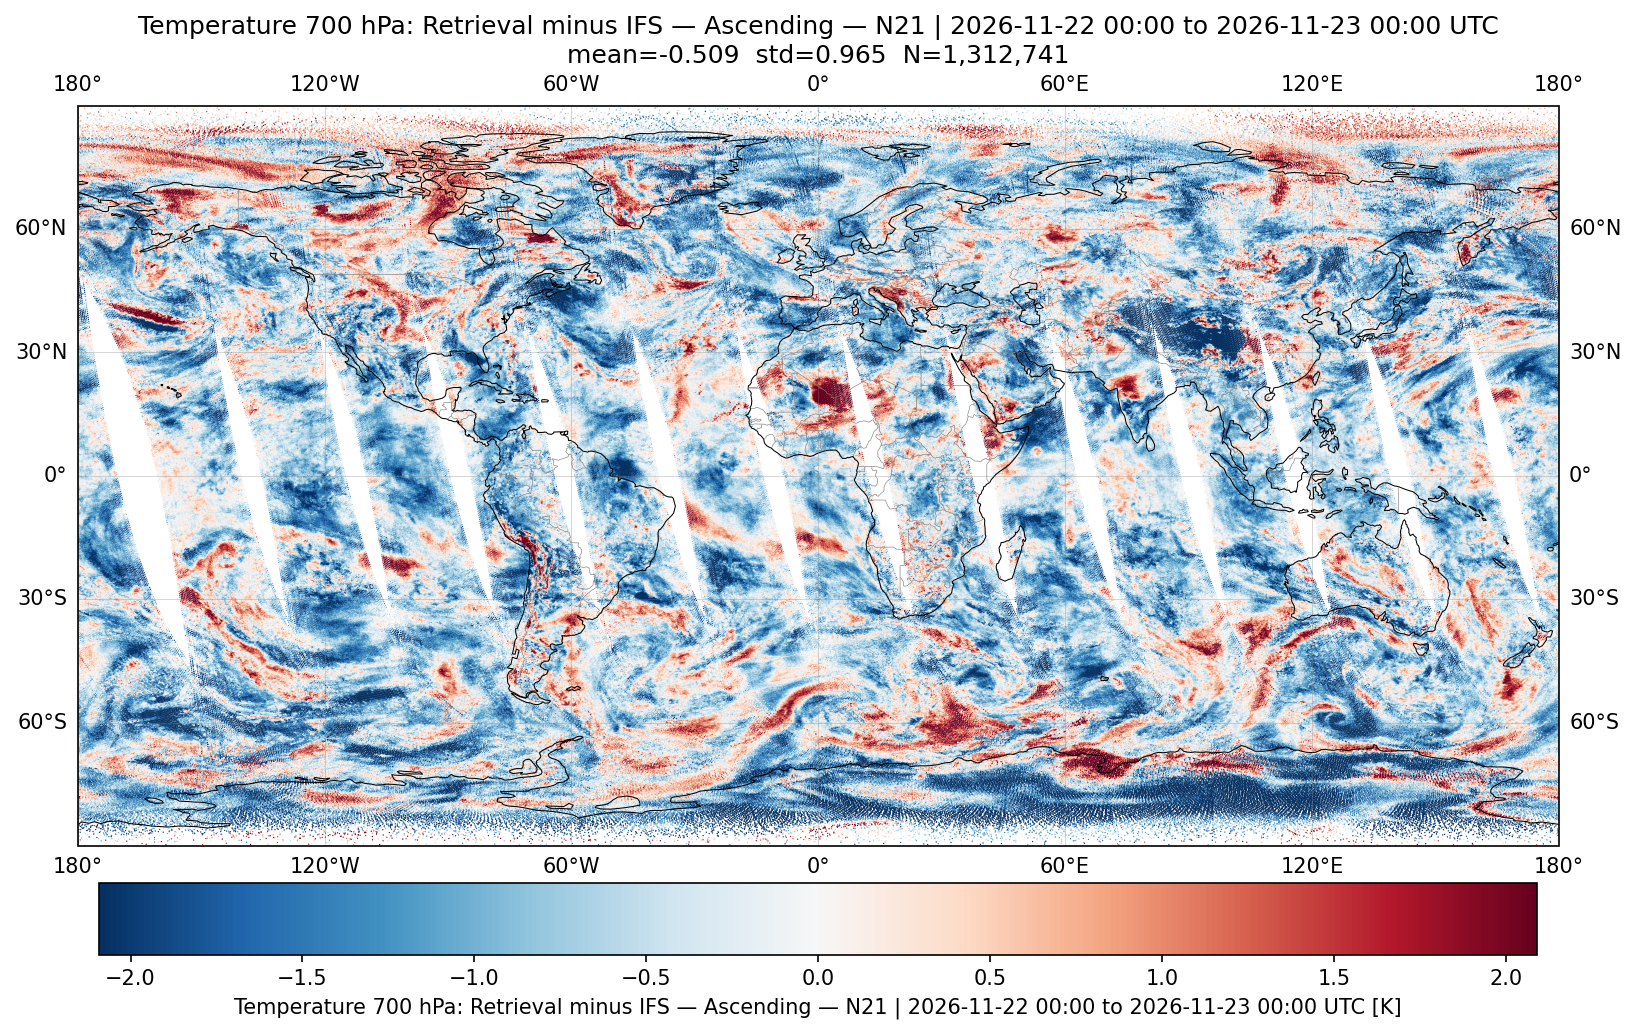 Temperature 700 hPa: Retrieval minus IFS — Ascending — N21 | 2026-11-22 00:00 to 2026-11-23 00:00 UTC
mean=-0.509  std=0.965  N=1,312,741
180° 120°W 60°W 0° 60°E 120°E 180°
60°N 60°N
30°N 30°N
0° 0°
30°S 30°S
60°S 60°S
180° 120°W 60°W 0° 60°E 120°E 180°
−2.0 −1.5 −1.0 −0.5 0.0 0.5 1.0 1.5 2.0
Temperature 700 hPa: Retrieval minus IFS — Ascending — N21 | 2026-11-22 00:00 to 2026-11-23 00:00 UTC [K]